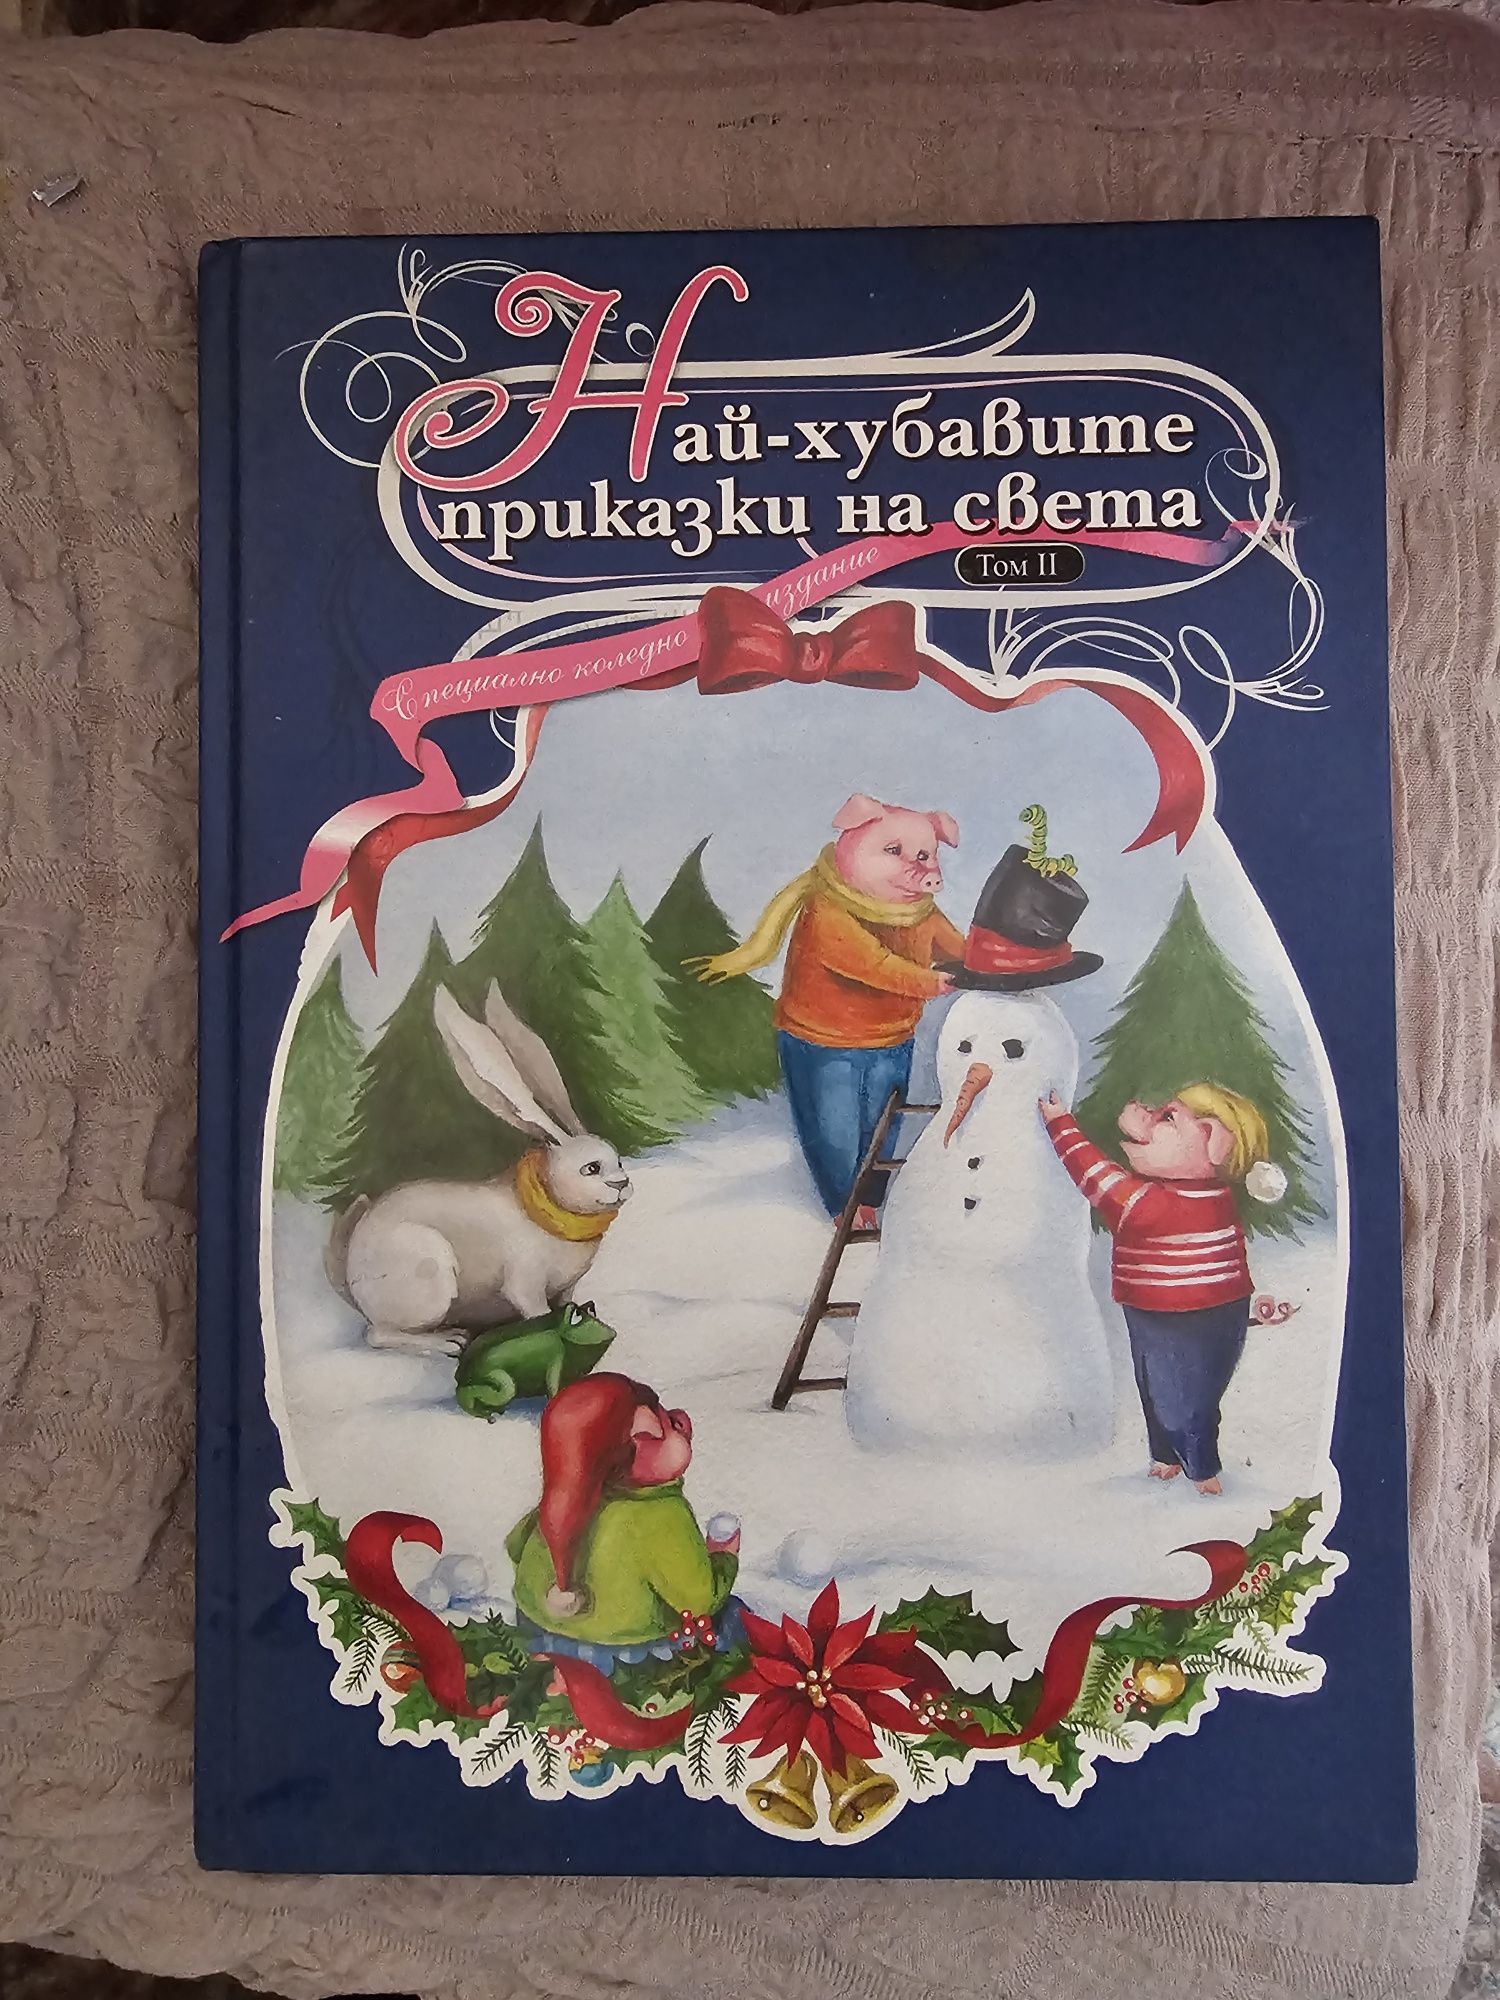 Най-хубавите
приказки на света
Том II
Специално коледно издание